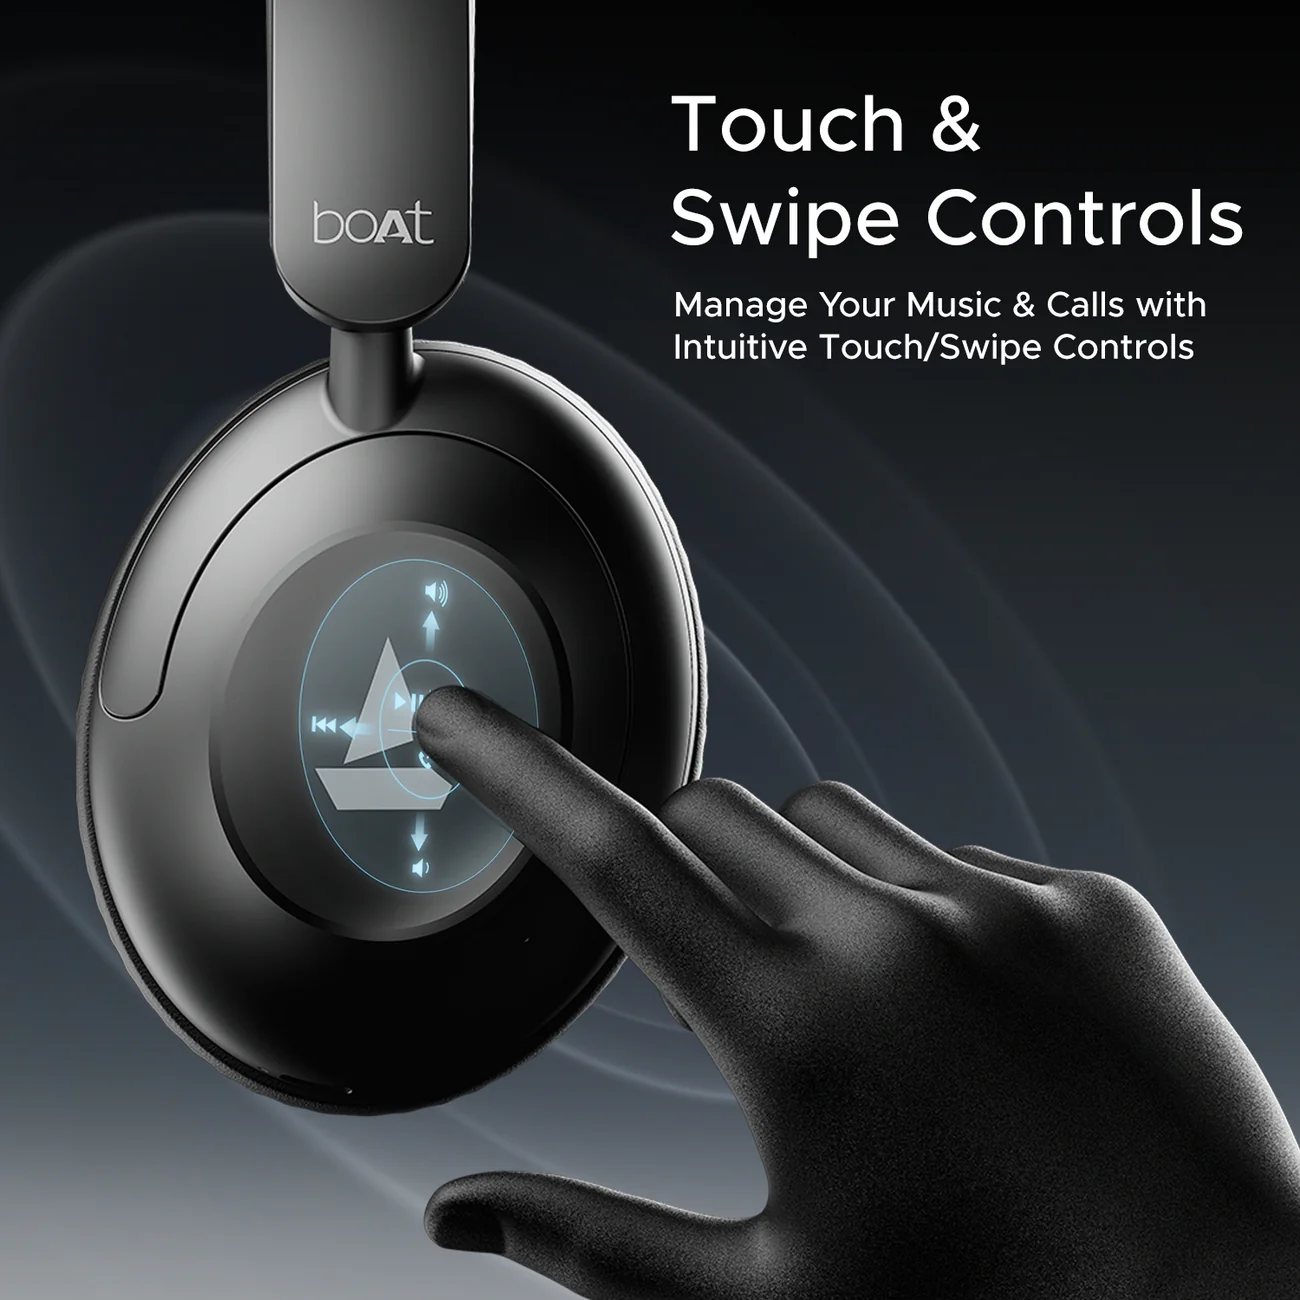 Touch &
Swipe Controls
Manage Your Music & Calls with
Intuitive Touch/Swipe Controls
boAt